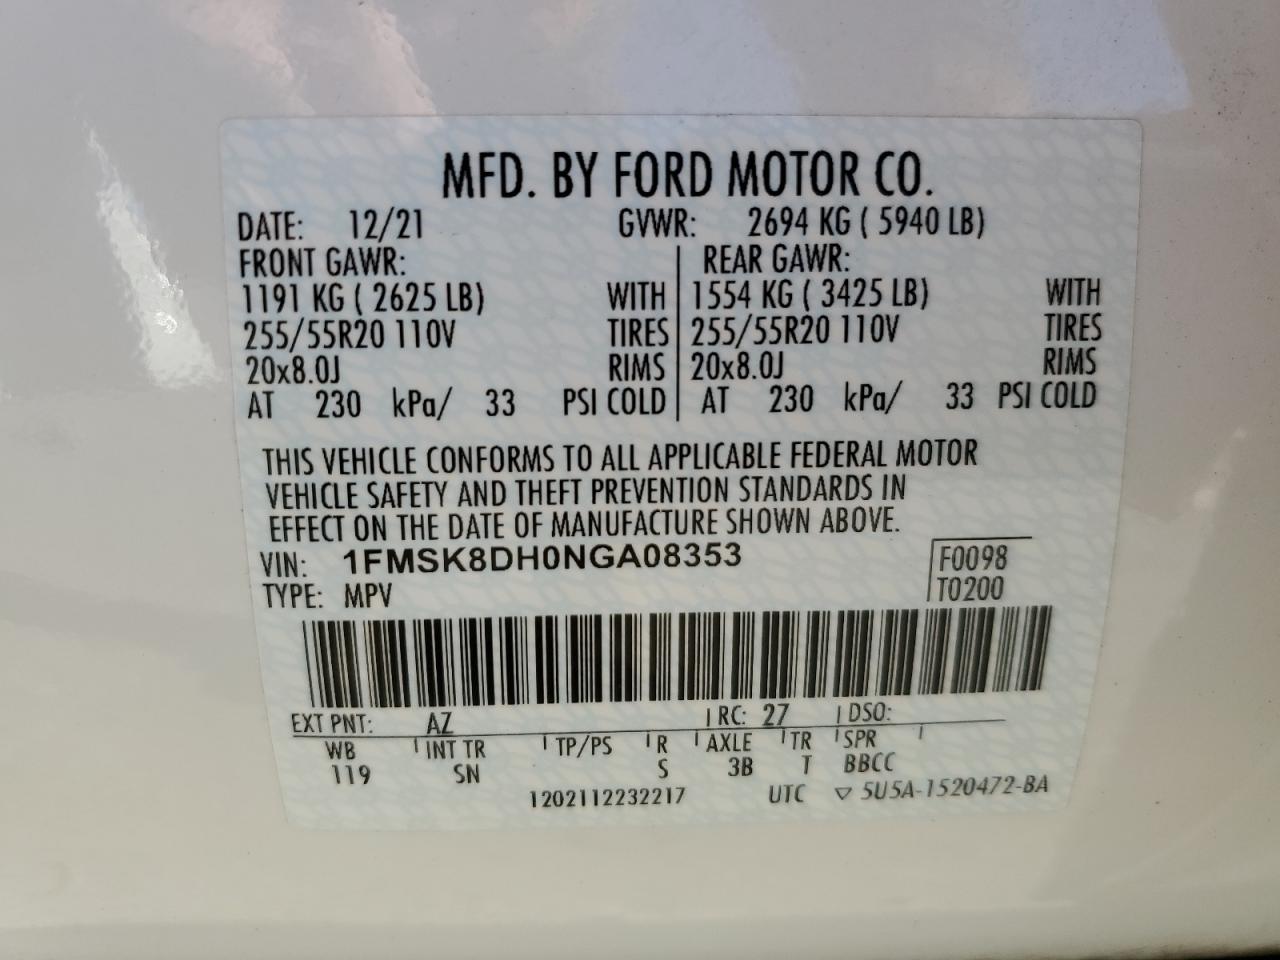 MFD. BY FORD MOTOR CO.
DATE: 12/21 GVWR: 2694 KG ( 5940 LB)
FRONT GAWR: REAR GAWR:
1191 KG ( 2625 LB) WITH 1554 KG ( 3425 LB) WITH
255/55R20 110V TIRES 255/55R20 110V TIRES
20x8.0J RIMS 20x8.0J RIMS
AT 230 kPa/ 33 PSI COLD AT 230 kPa/ 33 PSI COLD
THIS VEHICLE CONFORMS TO ALL APPLICABLE FEDERAL MOTOR
VEHICLE SAFETY AND THEFT PREVENTION STANDARDS IN
EFFECT ON THE DATE OF MANUFACTURE SHOWN ABOVE.
VIN: 1FMSK8DH0NGA08353 F0098
TYPE: MPV T0200
EXT PNT: AZ RC: 27 DSO:
WB INT TR TP/PS R AXLE TR SPR
119 SN S 3B T BBCC
1202112232217 UTC ▽ 5U5A-1520472-BA